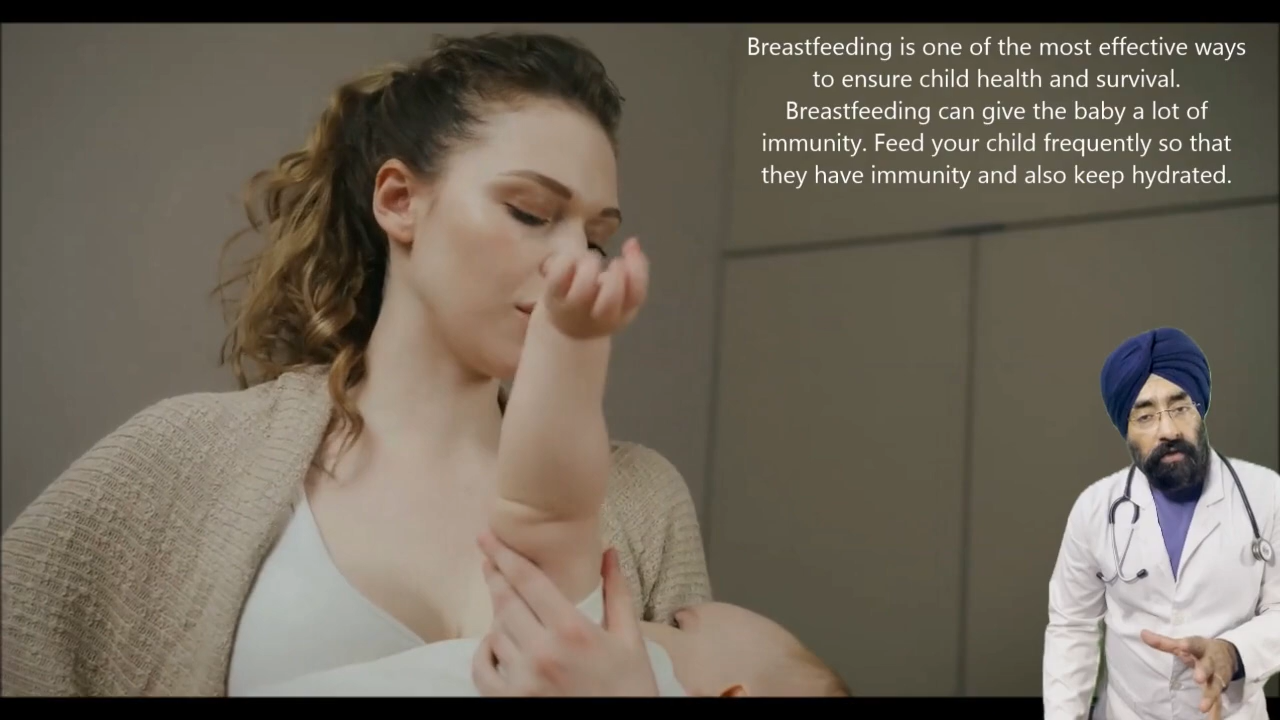 Breastfeeding is one of the most effective ways
to ensure child health and survival.
Breastfeeding can give the baby a lot of
immunity. Feed your child frequently so that
they have immunity and also keep hydrated.